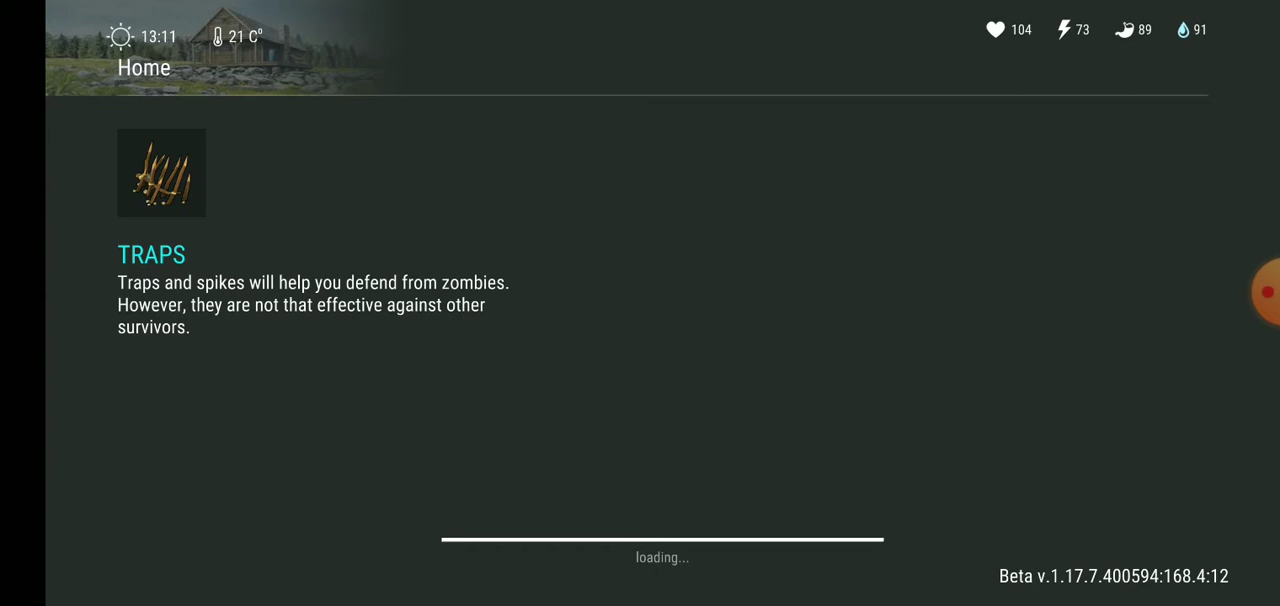 13:11 21 C° 104 73 89 91
Home
TRAPS
Traps and spikes will help you defend from zombies.
However, they are not that effective against other
survivors.
loading...
Beta v.1.17.7.400594:168.4:12